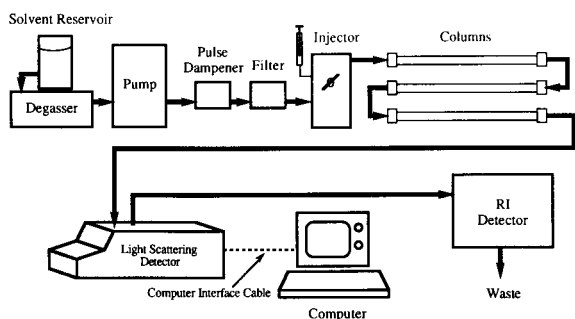 Solvent Reservoir
Degasser
Pump
Pulse
Dampener
Filter
Injector
Columns
Light Scattering
Detector
Computer Interface Cable
Computer
RI
Detector
Waste